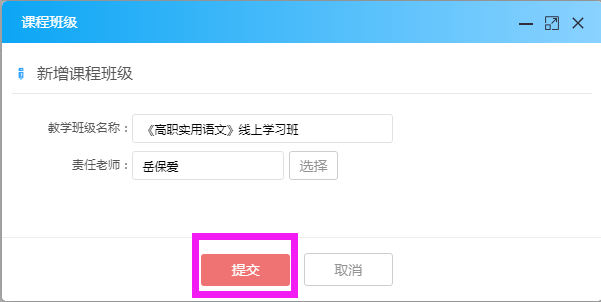 课程班级
新增课程班级
教学班级名称：《高职实用语文》线上学习班
责任老师：岳保爱 选择
提交 取消